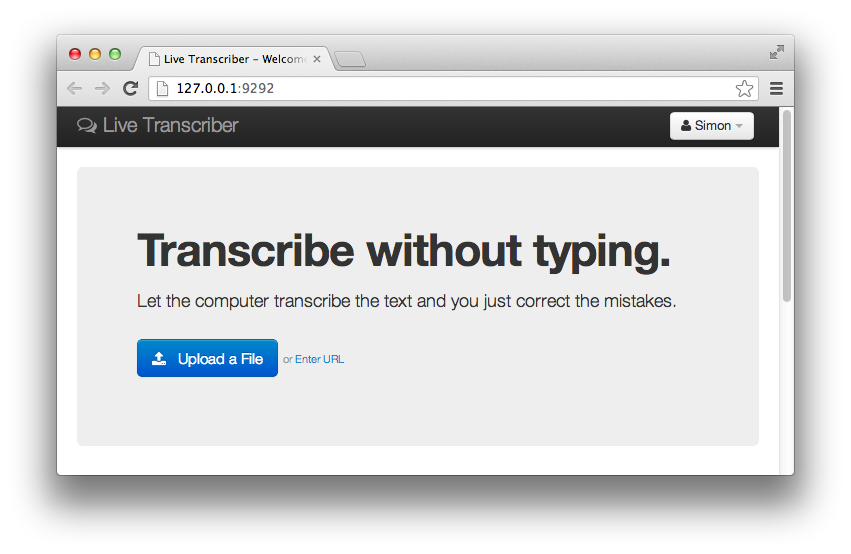 Live Transcriber – Welcom
127.0.0.1:9292
Live Transcriber
Simon
Transcribe without typing.
Let the computer transcribe the text and you just correct the mistakes.
Upload a File or Enter URL